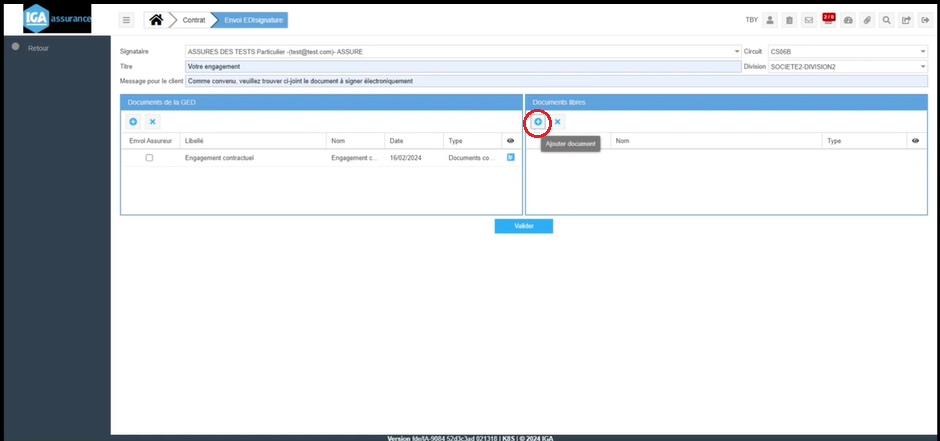 IGA assurance
Contrat
Envoi EDIsignature
TBY
2 / 8
Retour
Signataire ASSURES DES TESTS Particulier -(test@test.com)- ASSURE Circuit CS06B
Titre Votre engagement Division SOCIETE2-DIVISION2
Message pour le client Comme convenu, veuillez trouver ci-joint le document à signer électroniquement
Documents de la GED Documents libres
Envoi Assureur Libellé Nom Date Type Nom Type
Ajouter document
Engagement contractuel Engagement c... 16/02/2024 Documents co...
Valider
Version fde/IA-9084 52d3c3ad 021318 | K8S | © 2024 IGA